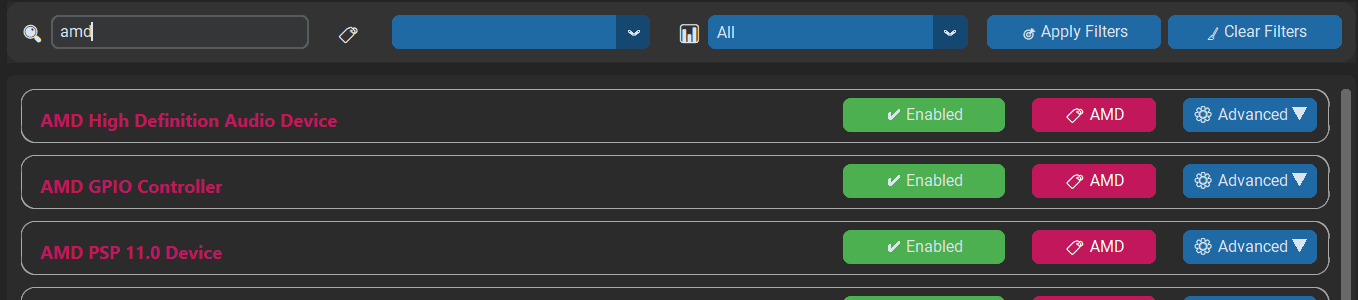 amd All Apply Filters Clear Filters
AMD High Definition Audio Device Enabled AMD Advanced
AMD GPIO Controller Enabled AMD Advanced
AMD PSP 11.0 Device Enabled AMD Advanced